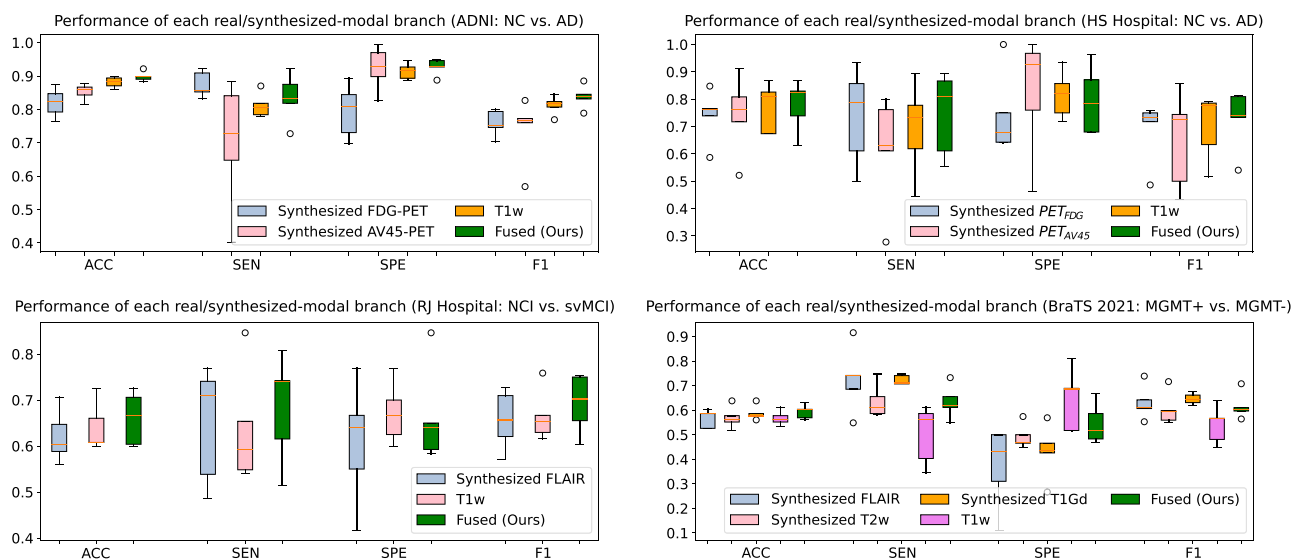 Performance of each real/synthesized-modal branch (ADNI: NC vs. AD)
1.0
0.9
0.8
0.7
0.6
0.5
0.4
Synthesized FDG-PET
Synthesized AV45-PET
T1w
Fused (Ours)
ACC
SEN
SPE
F1
Performance of each real/synthesized-modal branch (HS Hospital: NC vs. AD)
1.0
0.9
0.8
0.7
0.6
0.5
0.4
0.3
Synthesized PET_FDG
Synthesized PET_AV45
T1w
Fused (Ours)
ACC
SEN
SPE
F1
Performance of each real/synthesized-modal branch (RJ Hospital: NCI vs. svMCI)
0.8
0.7
0.6
0.5
0.4
Synthesized FLAIR
T1w
Fused (Ours)
ACC
SEN
SPE
F1
Performance of each real/synthesized-modal branch (BraTS 2021: MGMT+ vs. MGMT-)
0.9
0.8
0.7
0.6
0.5
0.4
0.3
0.2
0.1
Synthesized FLAIR
Synthesized T2w
Synthesized T1Gd
T1w
Fused (Ours)
ACC
SEN
SPE
F1